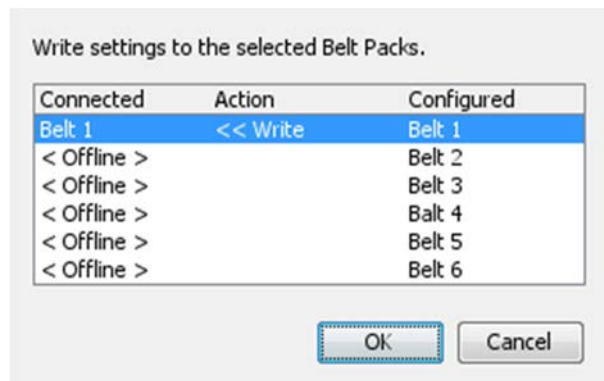 Write settings to the selected Belt Packs.
Connected Action Configured
Belt 1 << Write Belt 1
< Offline > Belt 2
< Offline > Belt 3
< Offline > Balt 4
< Offline > Belt 5
< Offline > Belt 6
OK Cancel